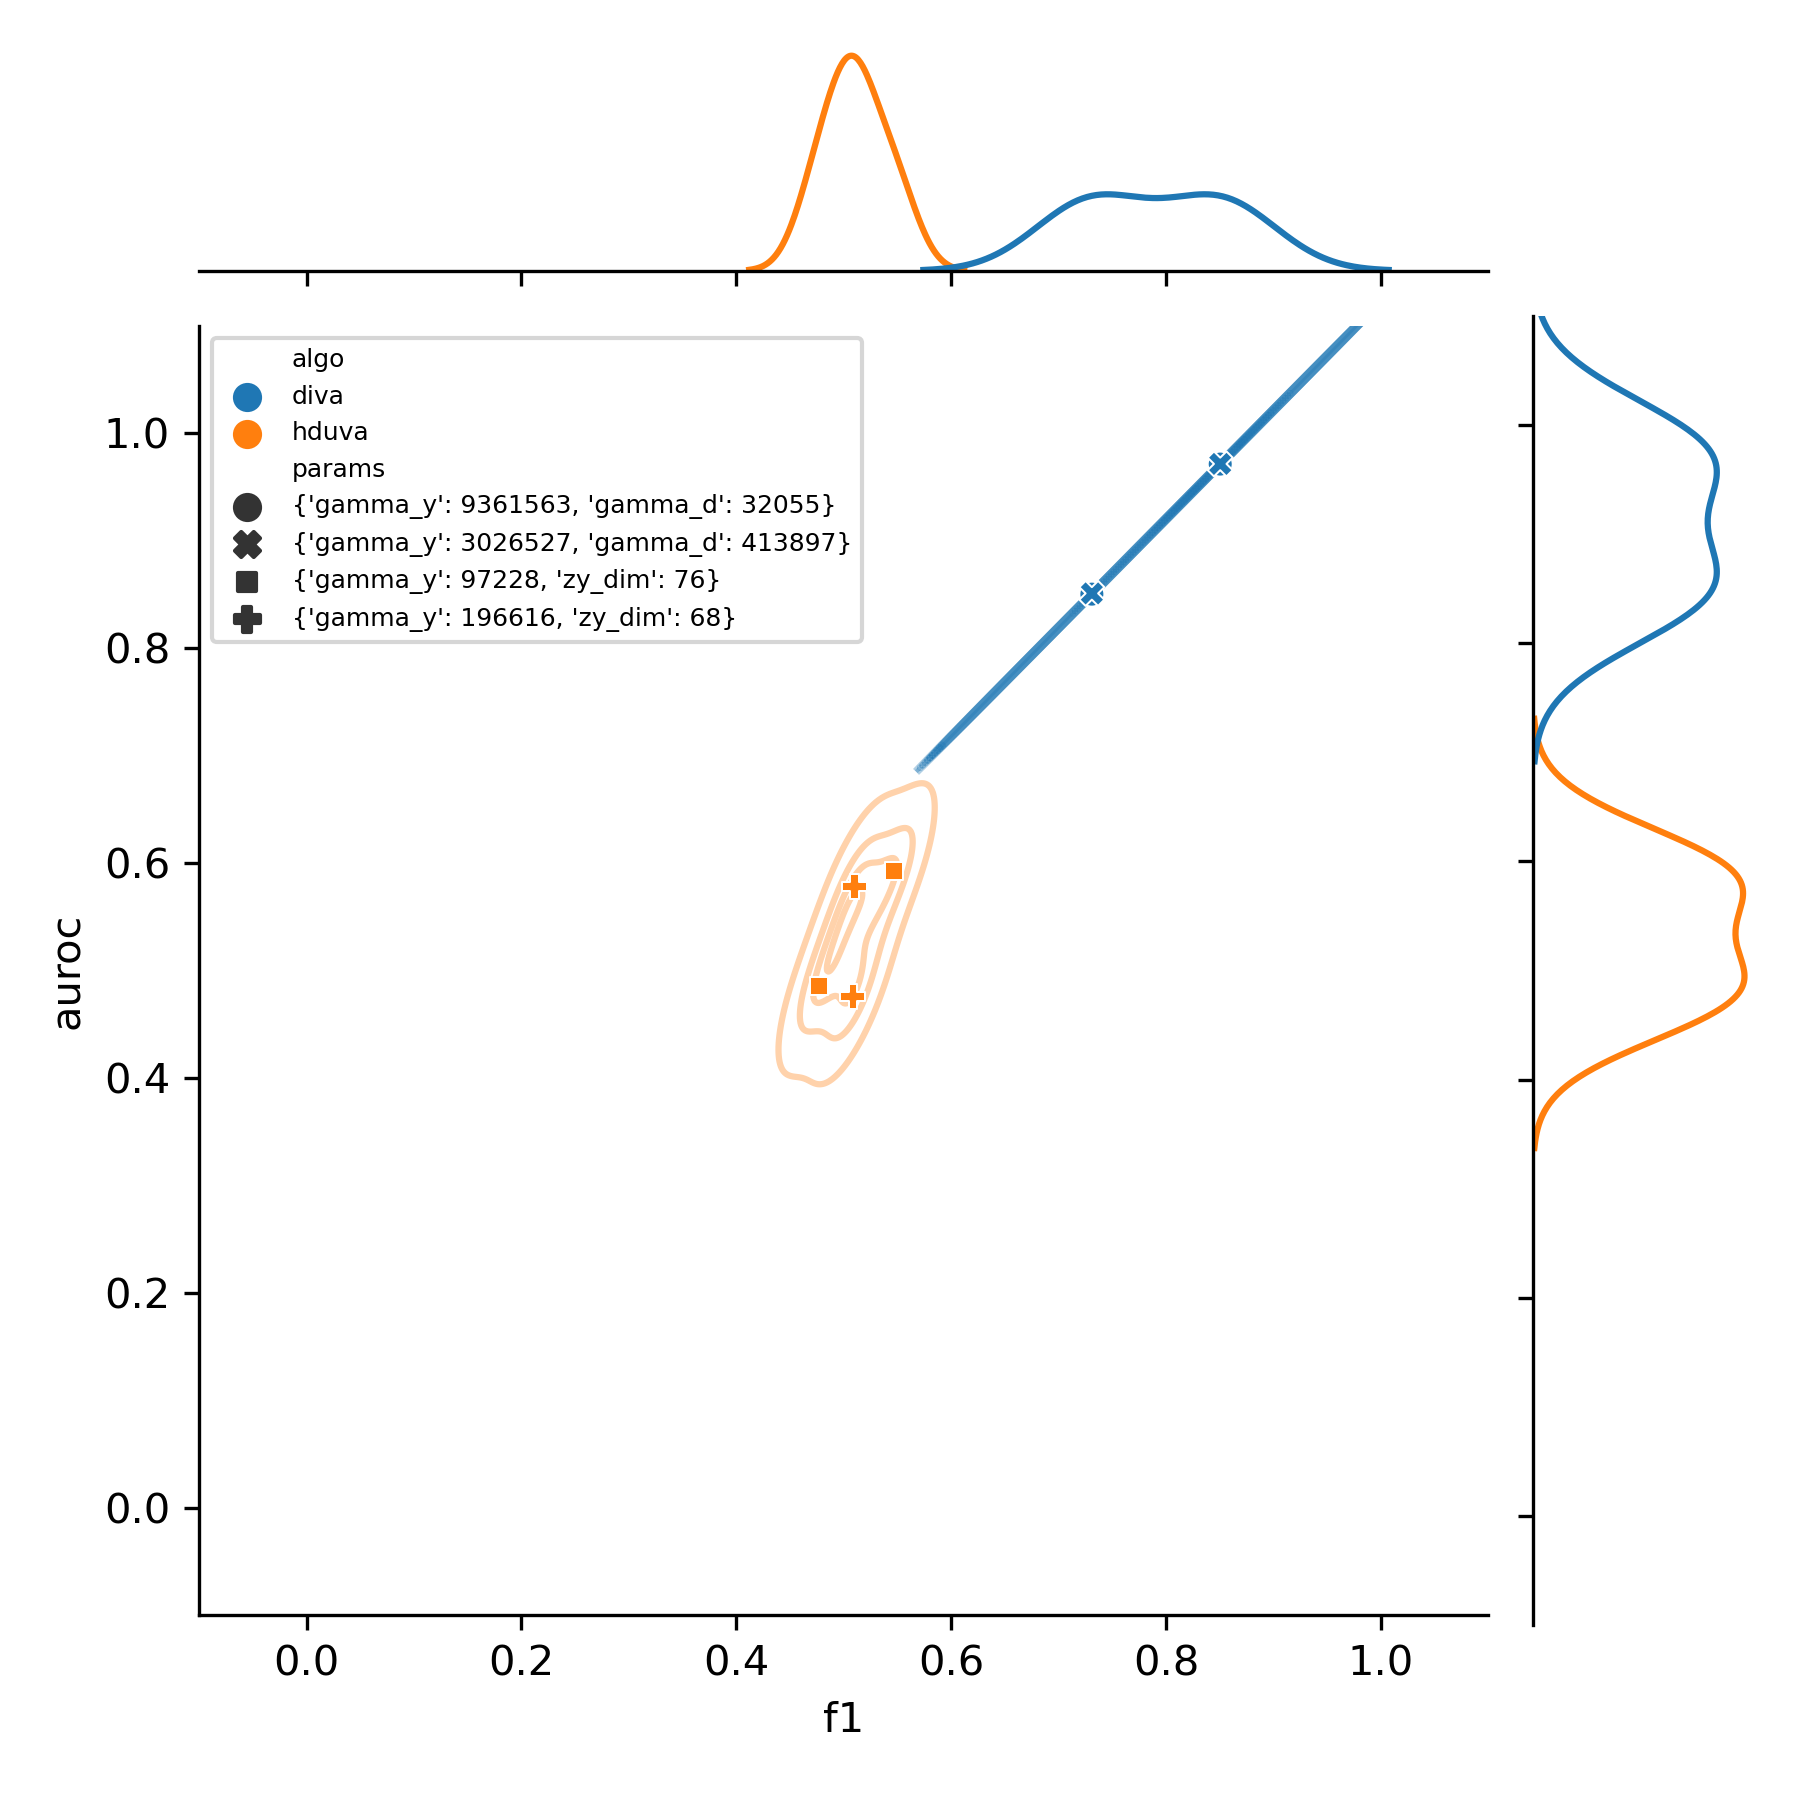 algo
diva
hduva
params
{'gamma_y': 9361563, 'gamma_d': 32055}
{'gamma_y': 3026527, 'gamma_d': 413897}
{'gamma_y': 97228, 'zy_dim': 76}
{'gamma_y': 196616, 'zy_dim': 68}
1.0
0.8
0.6
0.4
0.2
0.0
auroc
0.0 0.2 0.4 0.6 0.8 1.0
f1